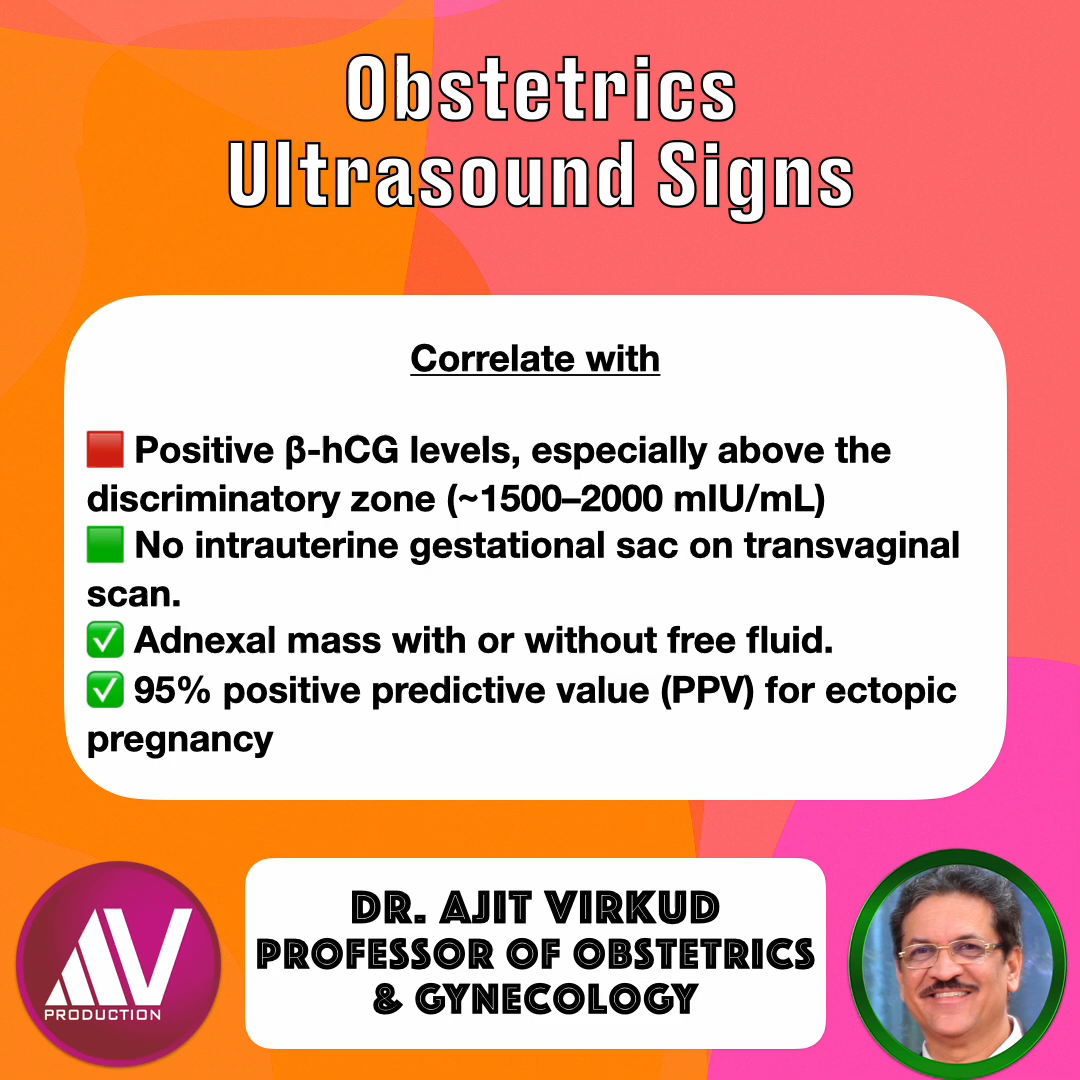 Obstetrics
Ultrasound Signs
Correlate with
🟥 Positive β-hCG levels, especially above the
discriminatory zone (~1500–2000 mIU/mL)
🟩 No intrauterine gestational sac on transvaginal
scan.
✅ Adnexal mass with or without free fluid.
✅ 95% positive predictive value (PPV) for ectopic
pregnancy
DR. AJIT VIRKUD
PROFESSOR OF OBSTETRICS
& GYNECOLOGY
AV
PRODUCTION